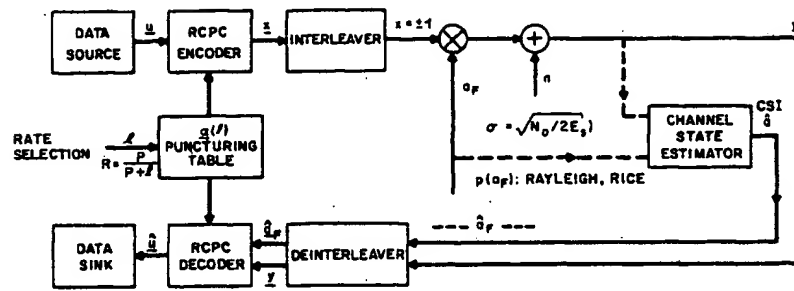 DATA SOURCE
u
RCPC ENCODER
x
INTERLEAVER
x = ±1
a_F
n
σ = √N₀/2E_s)
CSI
â
CHANNEL STATE ESTIMATOR
p(a_F): RAYLEIGH, RICE
RATE SELECTION
ℓ
R = P/P+ℓ
a(ℓ)
PUNCTURING TABLE
â_F
DATA SINK
û
RCPC DECODER
â_F
y
DEINTERLEAVER